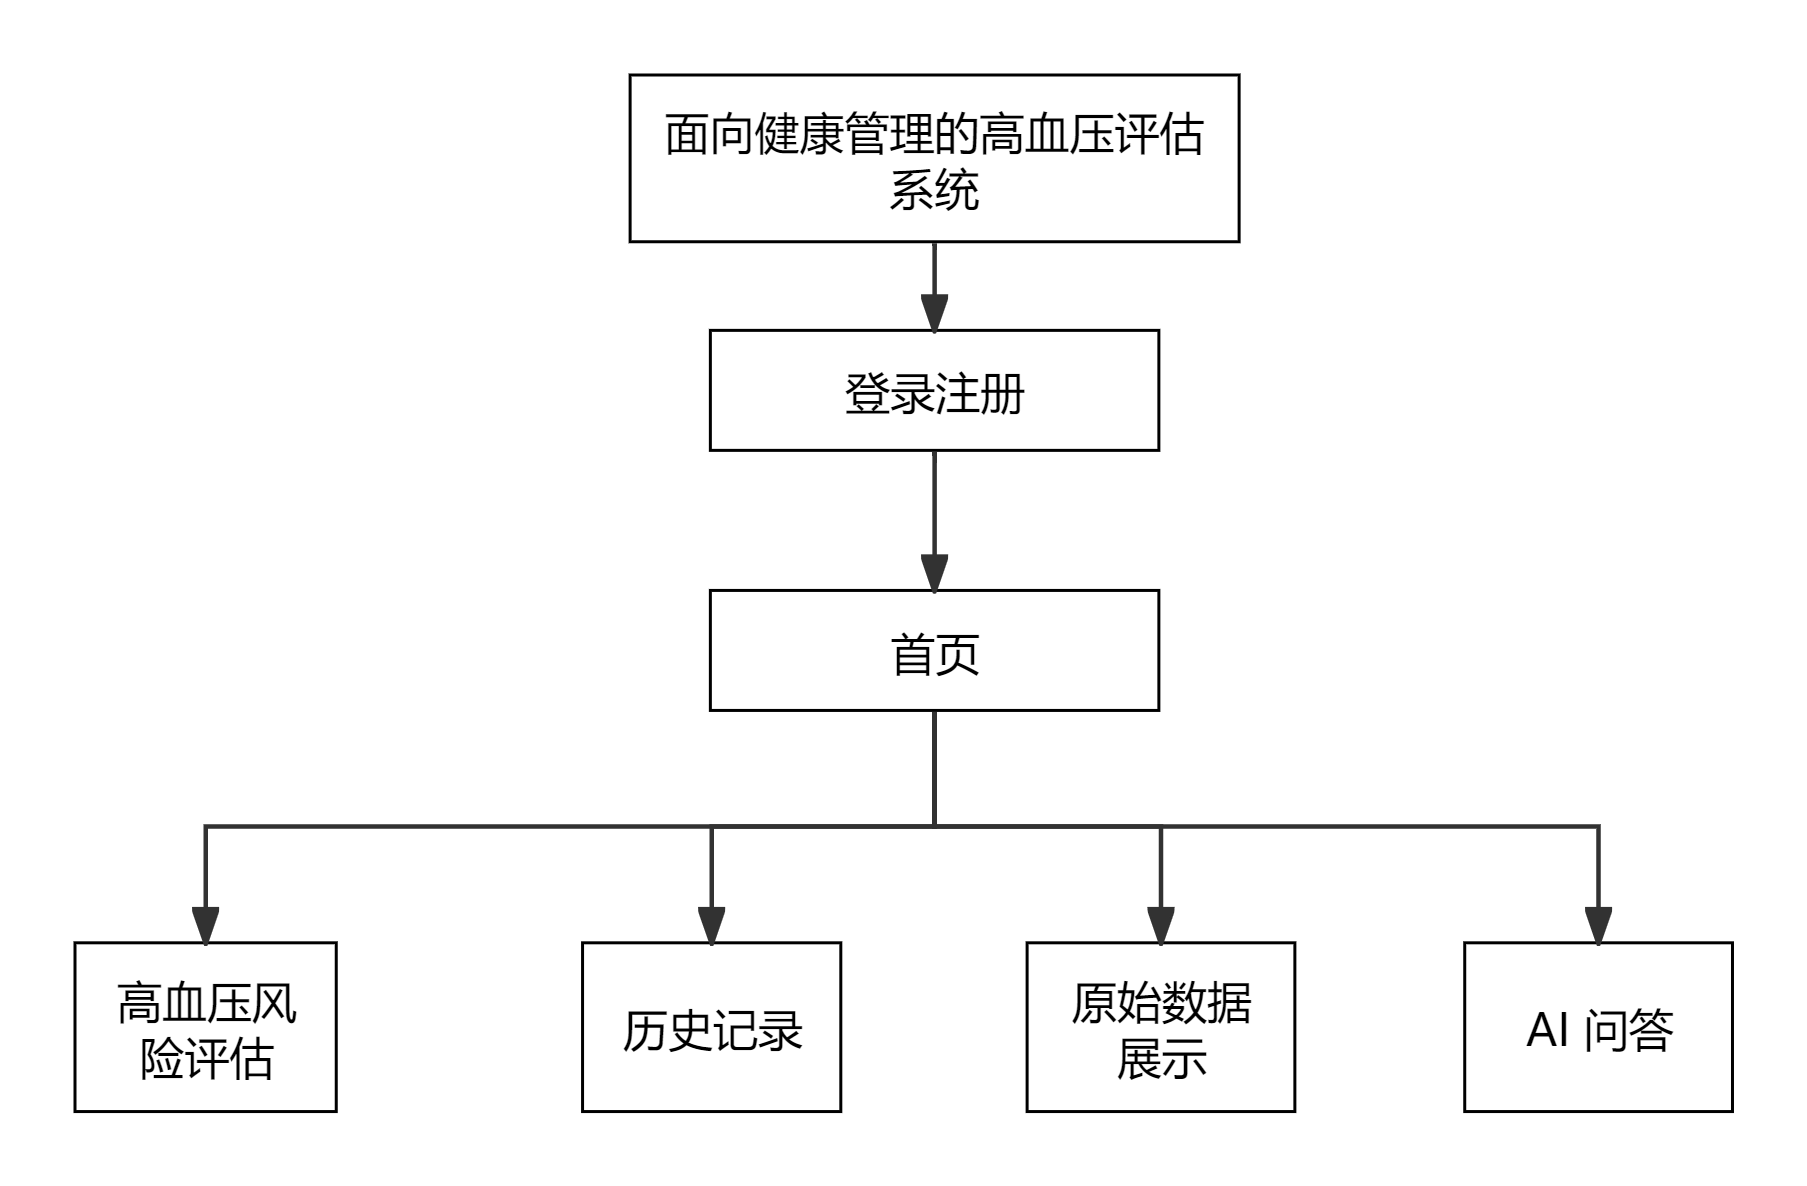 面向健康管理的高血压评估
系统
登录注册
首页
高血压风
险评估
历史记录
原始数据
展示
AI 问答